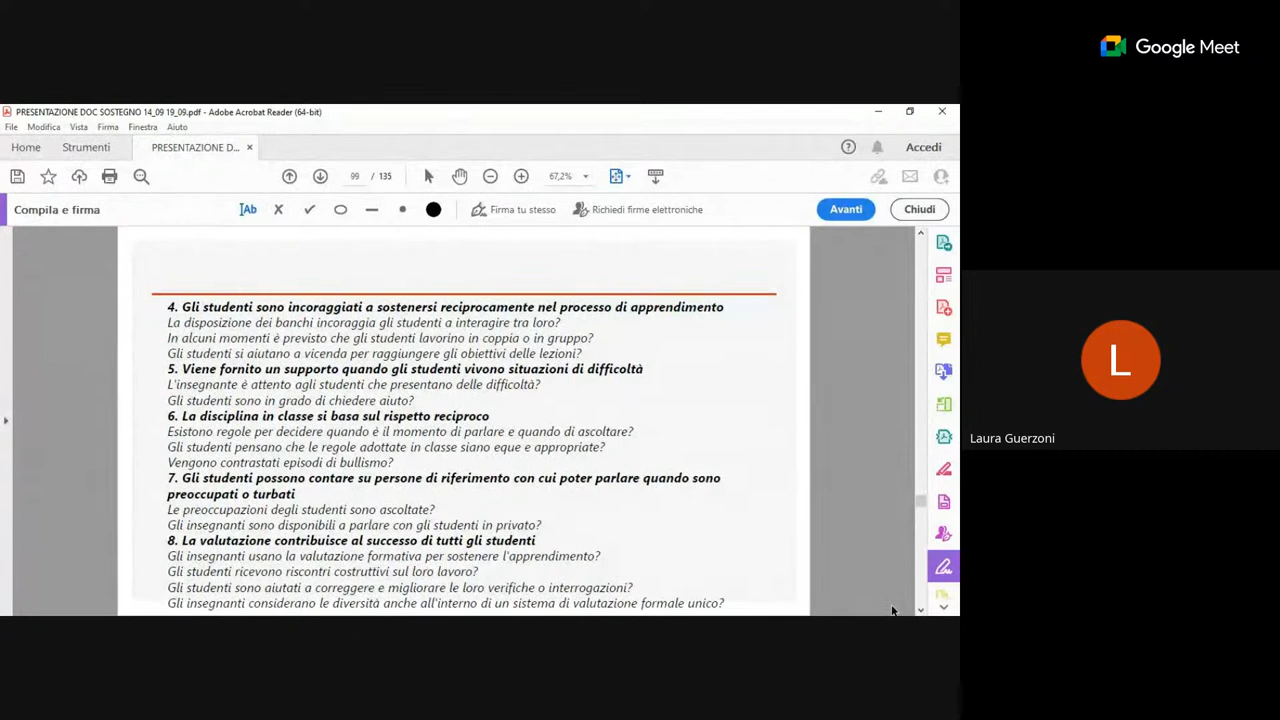 Google Meet
PRESENTAZIONE DOC SOSTEGNO 14_09 19_09.pdf - Adobe Acrobat Reader (64-bit)
File Modifica Vista Firma Finestra Aiuto
Home Strumenti PRESENTAZIONE D... × Accedi
99 / 135 67,2%
Compila e firma Ab Firma tu stesso Richiedi firme elettroniche Avanti Chiudi
4. Gli studenti sono incoraggiati a sostenersi reciprocamente nel processo di apprendimento
La disposizione dei banchi incoraggia gli studenti a interagire tra loro?
In alcuni momenti è previsto che gli studenti lavorino in coppia o in gruppo?
Gli studenti si aiutano a vicenda per raggiungere gli obiettivi delle lezioni?
5. Viene fornito un supporto quando gli studenti vivono situazioni di difficoltà
L'insegnante è attento agli studenti che presentano delle difficoltà?
Gli studenti sono in grado di chiedere aiuto?
6. La disciplina in classe si basa sul rispetto reciproco
Esistono regole per decidere quando è il momento di parlare e quando di ascoltare?
Gli studenti pensano che le regole adottate in classe siano eque e appropriate?
Vengono contrastati episodi di bullismo?
7. Gli studenti possono contare su persone di riferimento con cui poter parlare quando sono
preoccupati o turbati
Le preoccupazioni degli studenti sono ascoltate?
Gli insegnanti sono disponibili a parlare con gli studenti in privato?
8. La valutazione contribuisce al successo di tutti gli studenti
Gli insegnanti usano la valutazione formativa per sostenere l'apprendimento?
Gli studenti ricevono riscontri costruttivi sul loro lavoro?
Gli studenti sono aiutati a correggere e migliorare le loro verifiche o interrogazioni?
Gli insegnanti considerano le diversità anche all'interno di un sistema di valutazione formale unico?
L
Laura Guerzoni